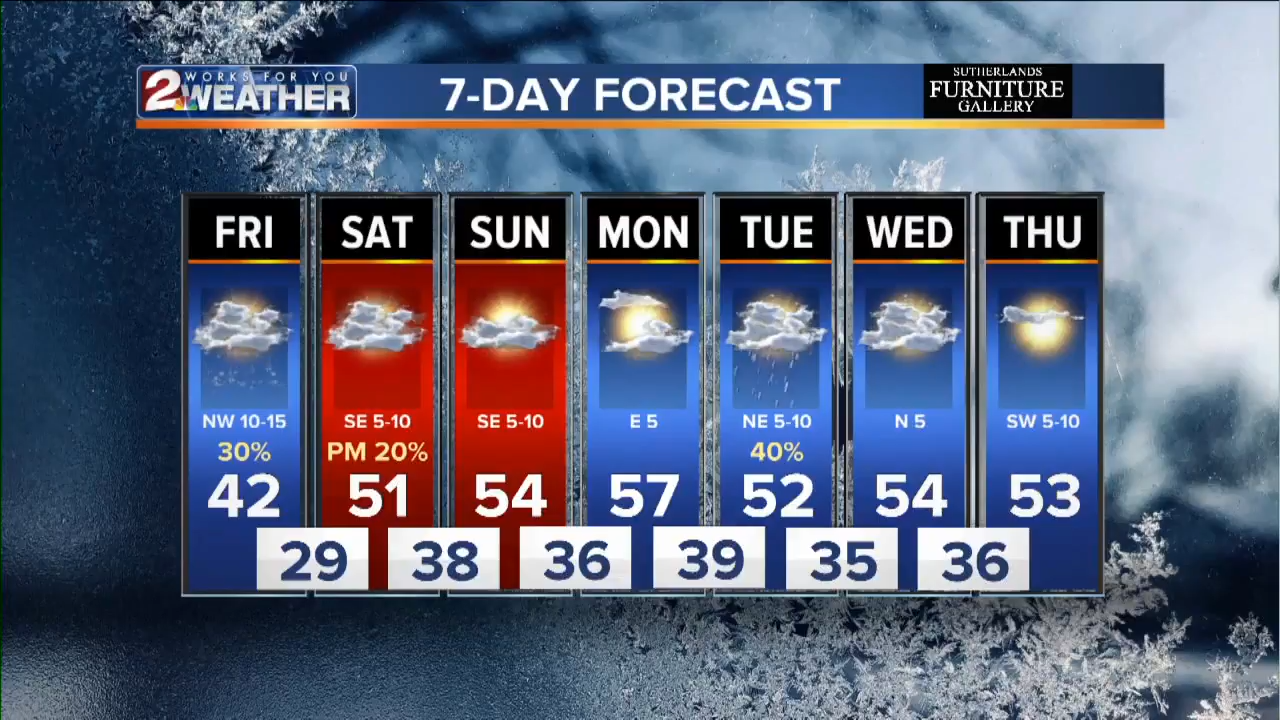 2 WORKS FOR YOU
WEATHER
7-DAY FORECAST
SUTHERLANDS
FURNITURE
GALLERY
FRI SAT SUN MON TUE WED THU
NW 10-15 SE 5-10 SE 5-10 E 5 NE 5-10 N 5 SW 5-10
30% PM 20% 40%
42 51 54 57 52 54 53
29 38 36 39 35 36